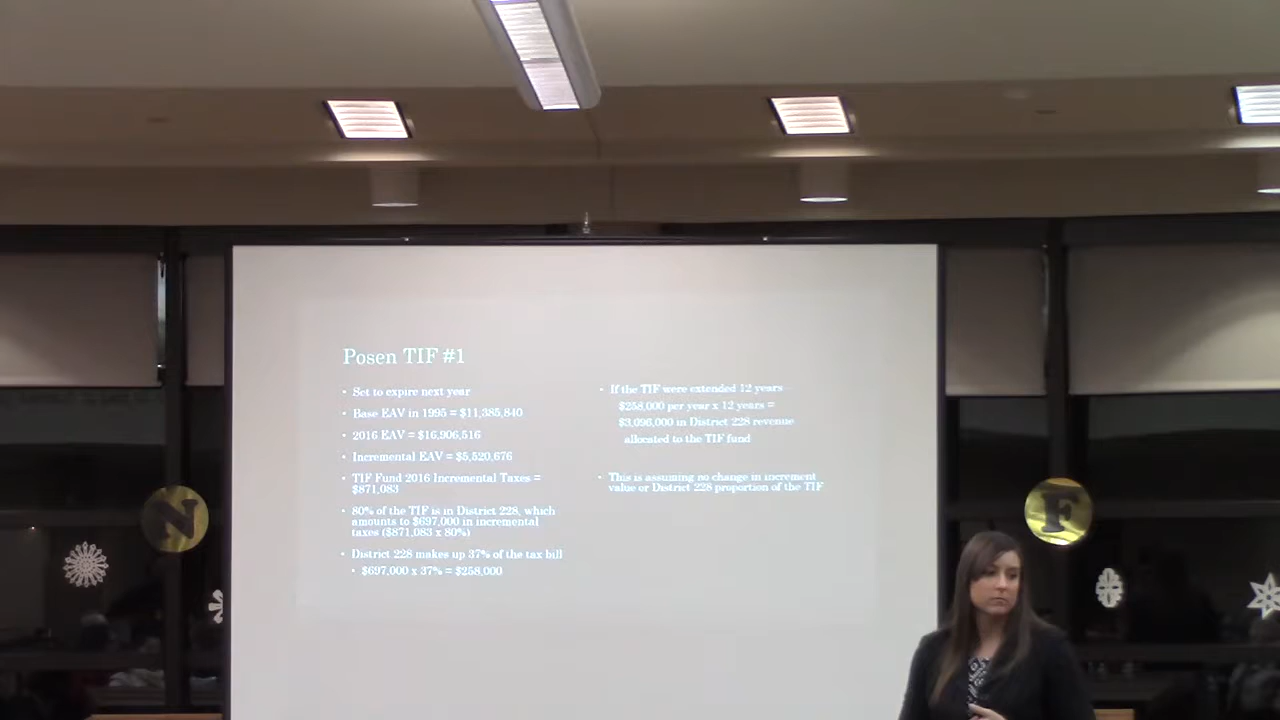 Posen TIF #1
• Set to expire next year
• Base EAV in 1995 = $11,385,840
• 2016 EAV = $16,906,516
• Incremental EAV = $5,520,676
• TIF Fund 2016 Incremental Taxes =
$871,083
• 80% of the TIF is in District 228, which
amounts to $697,000 in incremental
taxes ($871,083 x 80%)
• District 228 makes up 37% of the tax bill
• $697,000 x 37% = $258,000
• If the TIF were extended 12 years
$258,000 per year x 12 years =
$3,096,000 in District 228 revenue
allocated to the TIF fund
• This is assuming no change in increment
value or District 228 proportion of the TIF
N
F